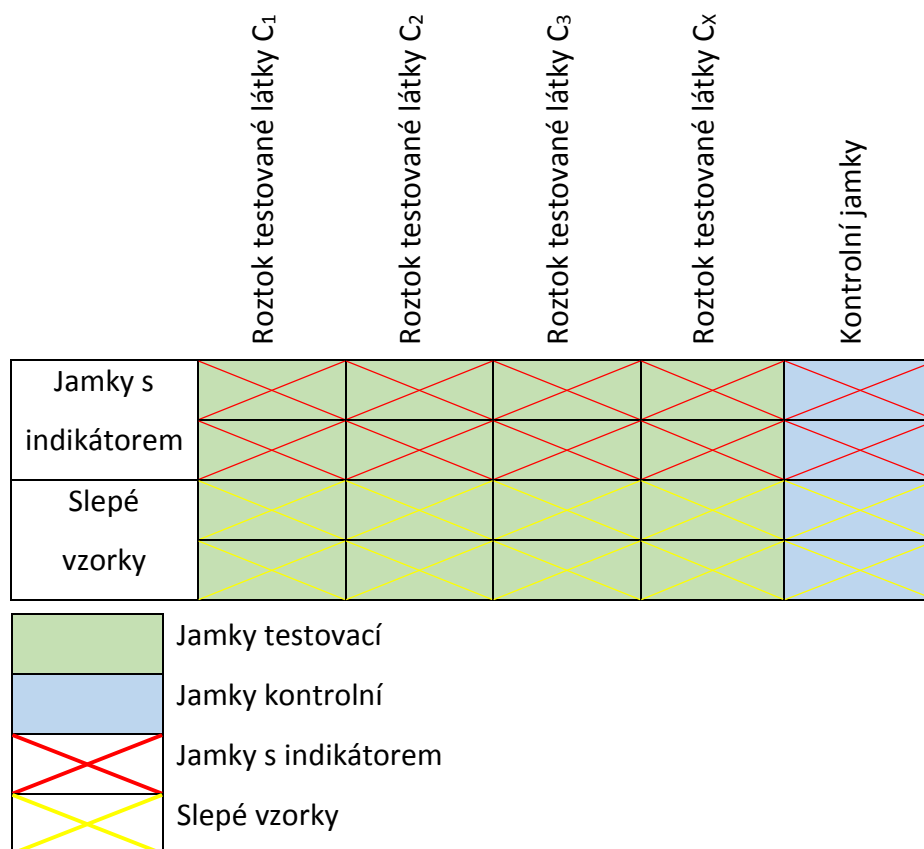 Roztok testované látky C₁
Roztok testované látky C₂
Roztok testované látky C₃
Roztok testované látky Cₓ
Kontrolní jamky
Jamky s
indikátorem
Slepé
vzorky
Jamky testovací
Jamky kontrolní
Jamky s indikátorem
Slepé vzorky